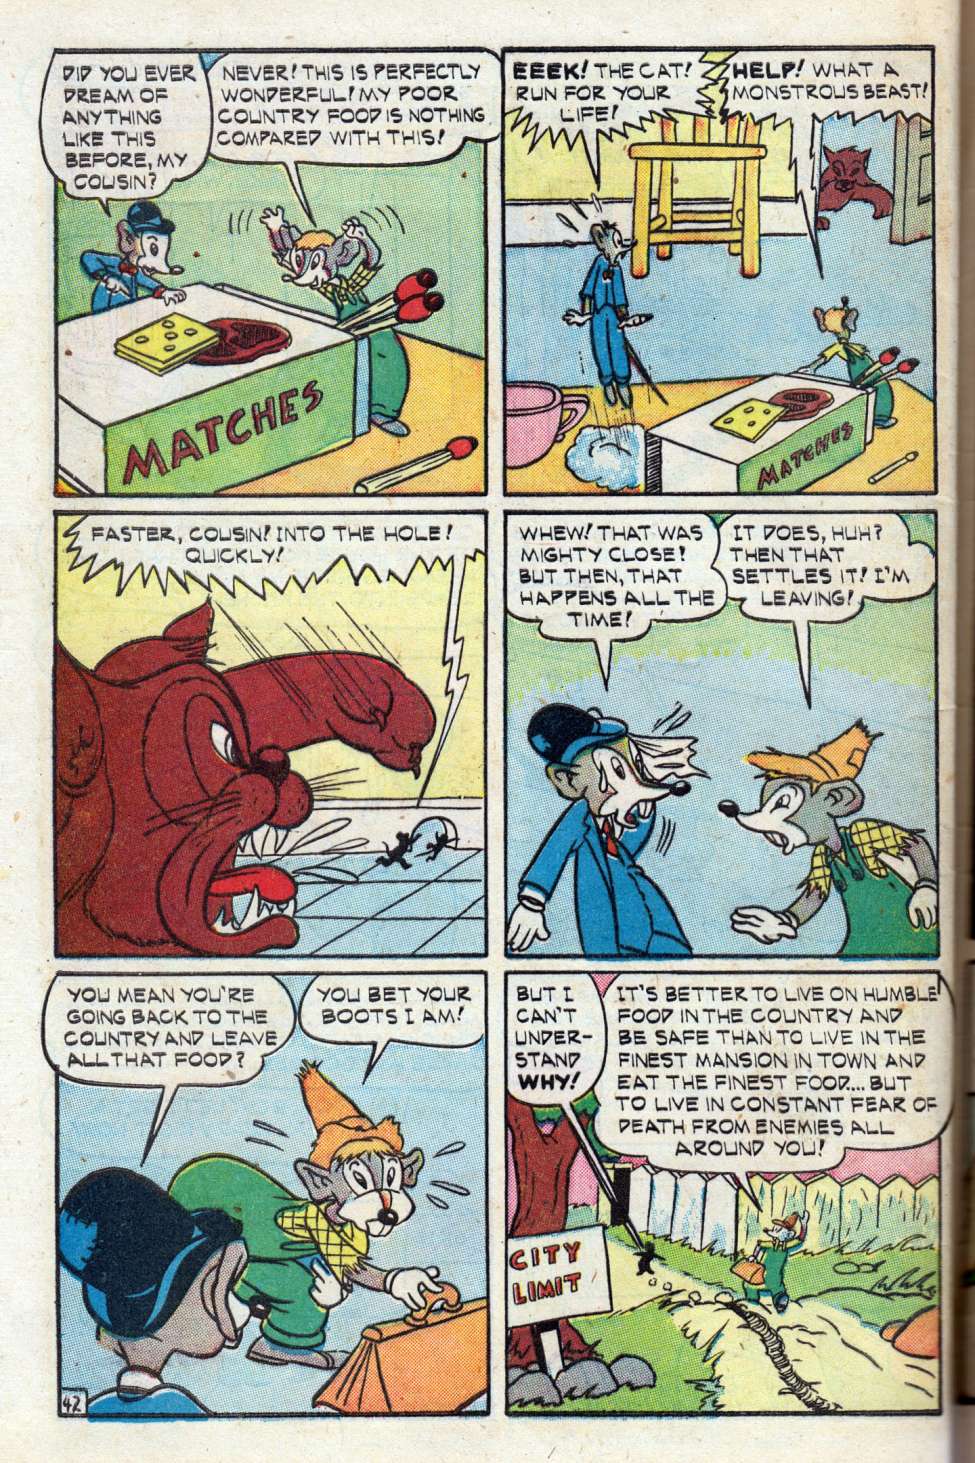 DID YOU EVER
DREAM OF
ANYTHING
LIKE THIS
BEFORE, MY
COUSIN?
NEVER! THIS IS PERFECTLY
WONDERFUL! MY POOR
COUNTRY FOOD IS NOTHING
COMPARED WITH THIS!
MATCHES
EEEK! THE CAT!
RUN FOR YOUR
LIFE!
HELP! WHAT A
MONSTROUS BEAST!
MATCHES
FASTER, COUSIN! INTO THE HOLE!
QUICKLY!
WHEW! THAT WAS
MIGHTY CLOSE!
BUT THEN, THAT
HAPPENS ALL THE
TIME!
IT DOES, HUH?
THEN THAT
SETTLES IT! I'M
LEAVING!
YOU MEAN YOU'RE
GOING BACK TO THE
COUNTRY AND LEAVE
ALL THAT FOOD?
YOU BET YOUR
BOOTS I AM!
42
BUT I
CAN'T
UNDER-
STAND
WHY!
IT'S BETTER TO LIVE ON HUMBLE
FOOD IN THE COUNTRY AND
BE SAFE THAN TO LIVE IN THE
FINEST MANSION IN TOWN AND
EAT THE FINEST FOOD.... BUT
TO LIVE IN CONSTANT FEAR OF
DEATH FROM ENEMIES ALL
AROUND YOU!
CITY
LIMIT